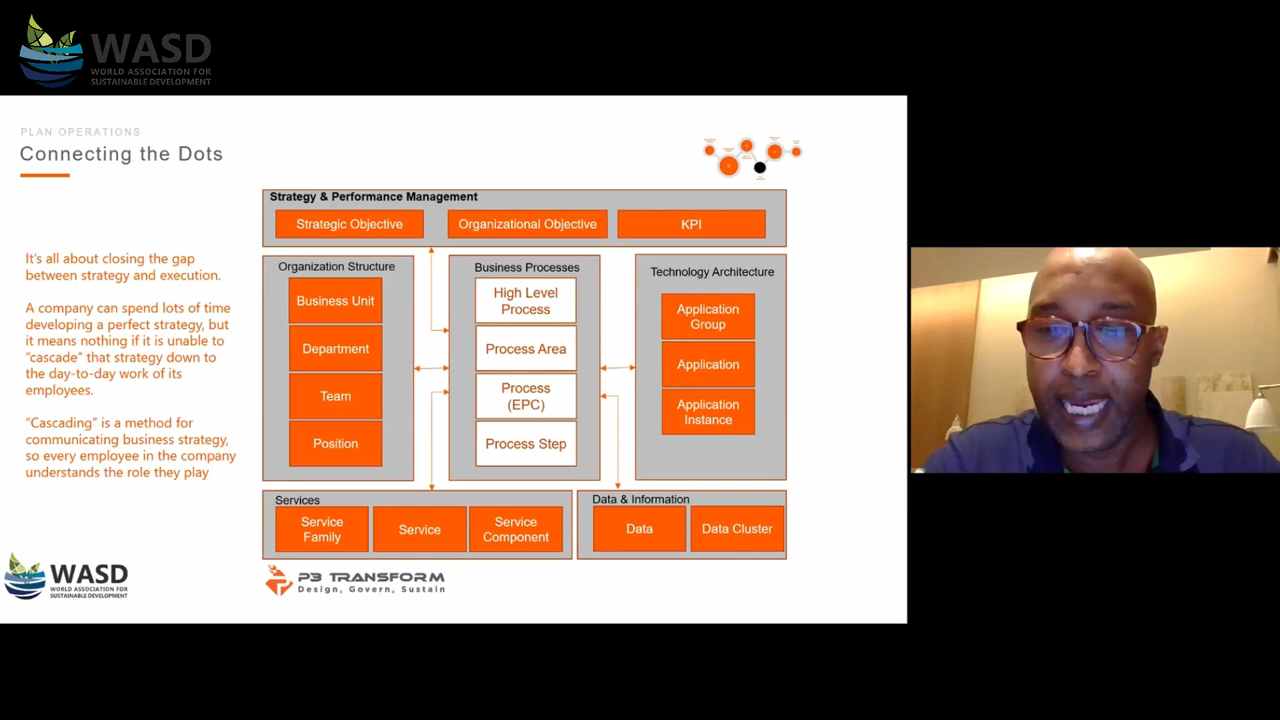 WASD
WORLD ASSOCIATION FOR
SUSTAINABLE DEVELOPMENT
PLAN OPERATIONS
Connecting the Dots
It's all about closing the gap
between strategy and execution.
A company can spend lots of time
developing a perfect strategy, but
it means nothing if it is unable to
"cascade" that strategy down to
the day-to-day work of its
employees.
"Cascading" is a method for
communicating business strategy,
so every employee in the company
understands the role they play
Strategy & Performance Management
Strategic Objective
Organizational Objective
KPI
Organization Structure
Business Unit
Department
Team
Position
Business Processes
High Level
Process
Process Area
Process
(EPC)
Process Step
Technology Architecture
Application
Group
Application
Application
Instance
Services
Service
Family
Service
Service
Component
Data & Information
Data
Data Cluster
WASD
WORLD ASSOCIATION FOR
SUSTAINABLE DEVELOPMENT
P3 TRANSFORM
Design, Govern, Sustain